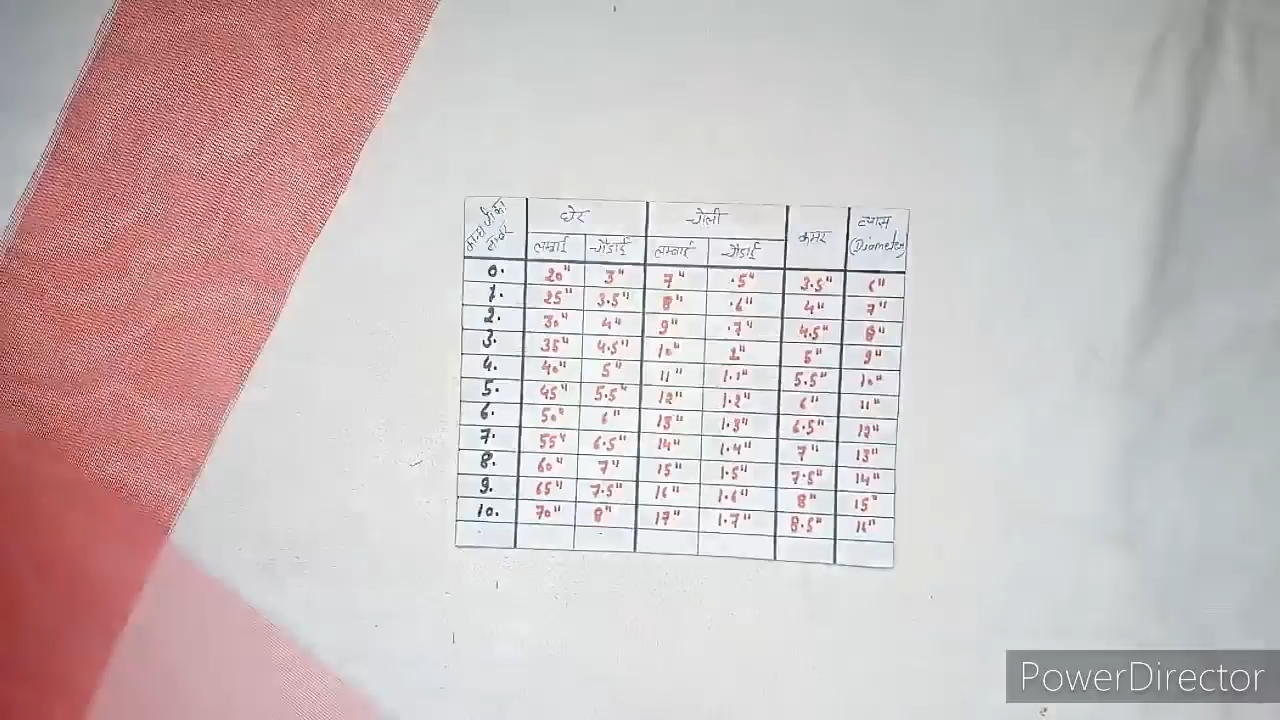 कान्हा जी का नंबर घेर चोली कमर व्यास (Diameter)
लम्बाई चौडाई लम्बाई चौडाई
0. 20" 3" 7" .5" 3.5" 6"
1. 25" 3.5" 8" .6" 4" 7"
2. 30" 4" 9" .7" 4.5" 8"
3. 35" 4.5" 10" 1" 5" 9"
4. 40" 5" 11" 1.1" 5.5" 10"
5. 45" 5.5" 12" 1.2" 6" 11"
6. 50" 6" 13" 1.3" 6.5" 12"
7. 55" 6.5" 14" 1.4" 7" 13"
8. 60" 7" 15" 1.5" 7.5" 14"
9. 65" 7.5" 16" 1.6" 8" 15"
10. 70" 8" 17" 1.7" 8.5" 16"
PowerDirector